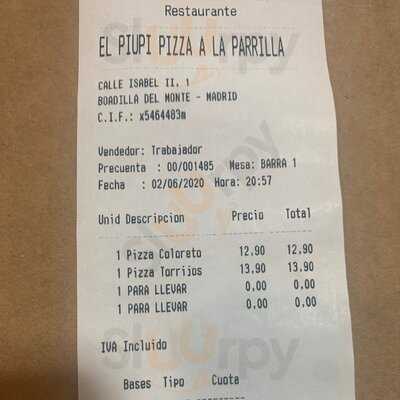 Restaurante
EL PIUPI PIZZA A LA PARRILLA
CALLE ISABEL II, 1
BOADILLA DEL MONTE - MADRID
C.I.F.: x5464483m
Vendedor: Trabajador
Precuenta : 00/001485 Mesa: BARRA 1
Fecha : 02/06/2020 Hora: 20:57
Unid Descripcion Precio Total
1 Pizza Coloreto 12,90 12,90
1 Pizza Torrijos 13,90 13,90
1 PARA LLEVAR 0,00 0,00
1 PARA LLEVAR 0,00 0,00
IVA Incluido
Bases Tipo Cuota